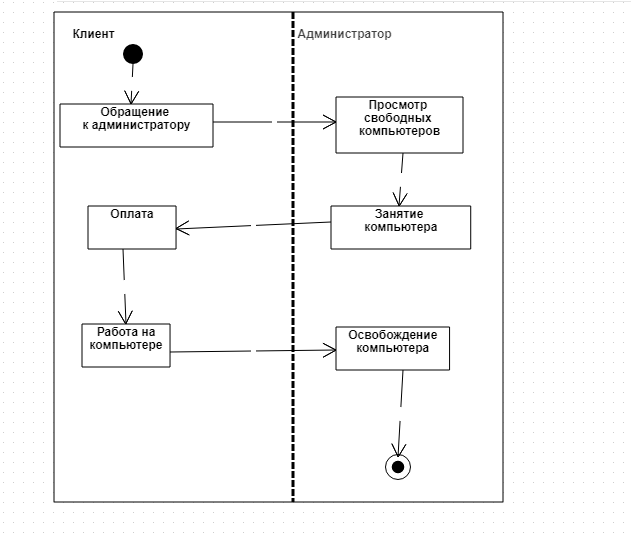 Клиент
Администратор
Обращение
к администратору
Просмотр
свободных
компьютеров
Оплата
Занятие
компьютера
Работа на
компьютере
Освобождение
компьютера